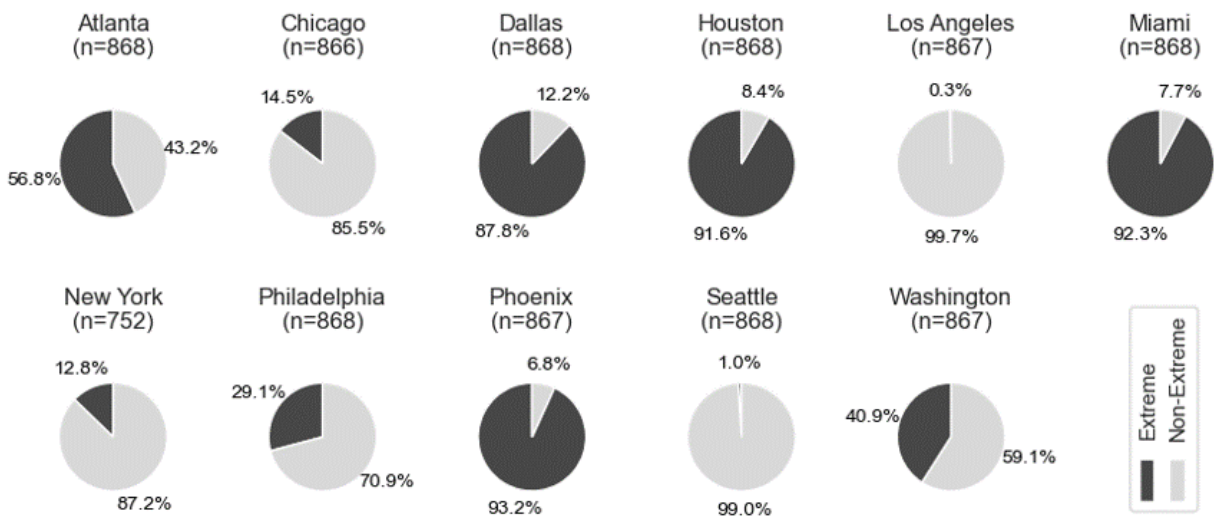 Atlanta
(n=868)
Chicago
(n=866)
Dallas
(n=868)
Houston
(n=868)
Los Angeles
(n=867)
Miami
(n=868)
56.8%
43.2%
14.5%
85.5%
12.2%
87.8%
8.4%
91.6%
0.3%
99.7%
7.7%
92.3%
New York
(n=752)
Philadelphia
(n=868)
Phoenix
(n=867)
Seattle
(n=868)
Washington
(n=867)
12.8%
87.2%
29.1%
70.9%
6.8%
93.2%
1.0%
99.0%
40.9%
59.1%
Extreme
Non-Extreme